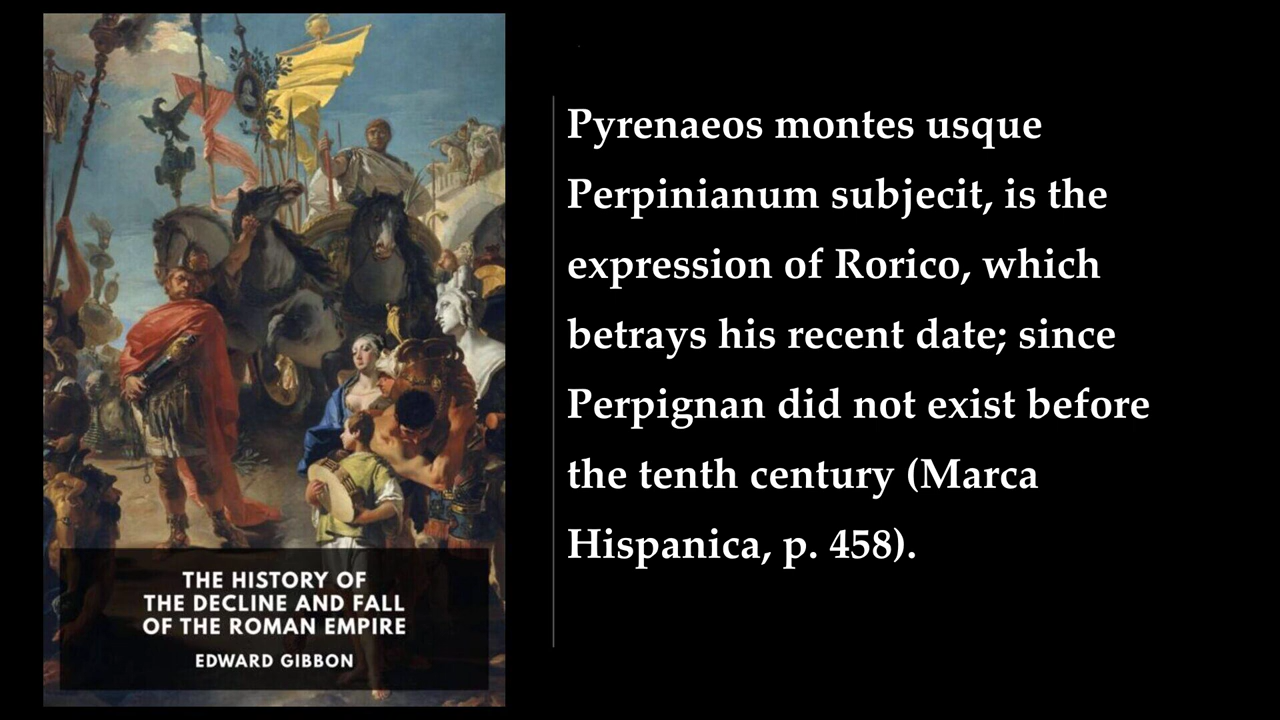 THE HISTORY OF
THE DECLINE AND FALL
OF THE ROMAN EMPIRE
EDWARD GIBBON
Pyrenaeos montes usque
Perpinianum subjecit, is the
expression of Rorico, which
betrays his recent date; since
Perpignan did not exist before
the tenth century (Marca
Hispanica, p. 458).